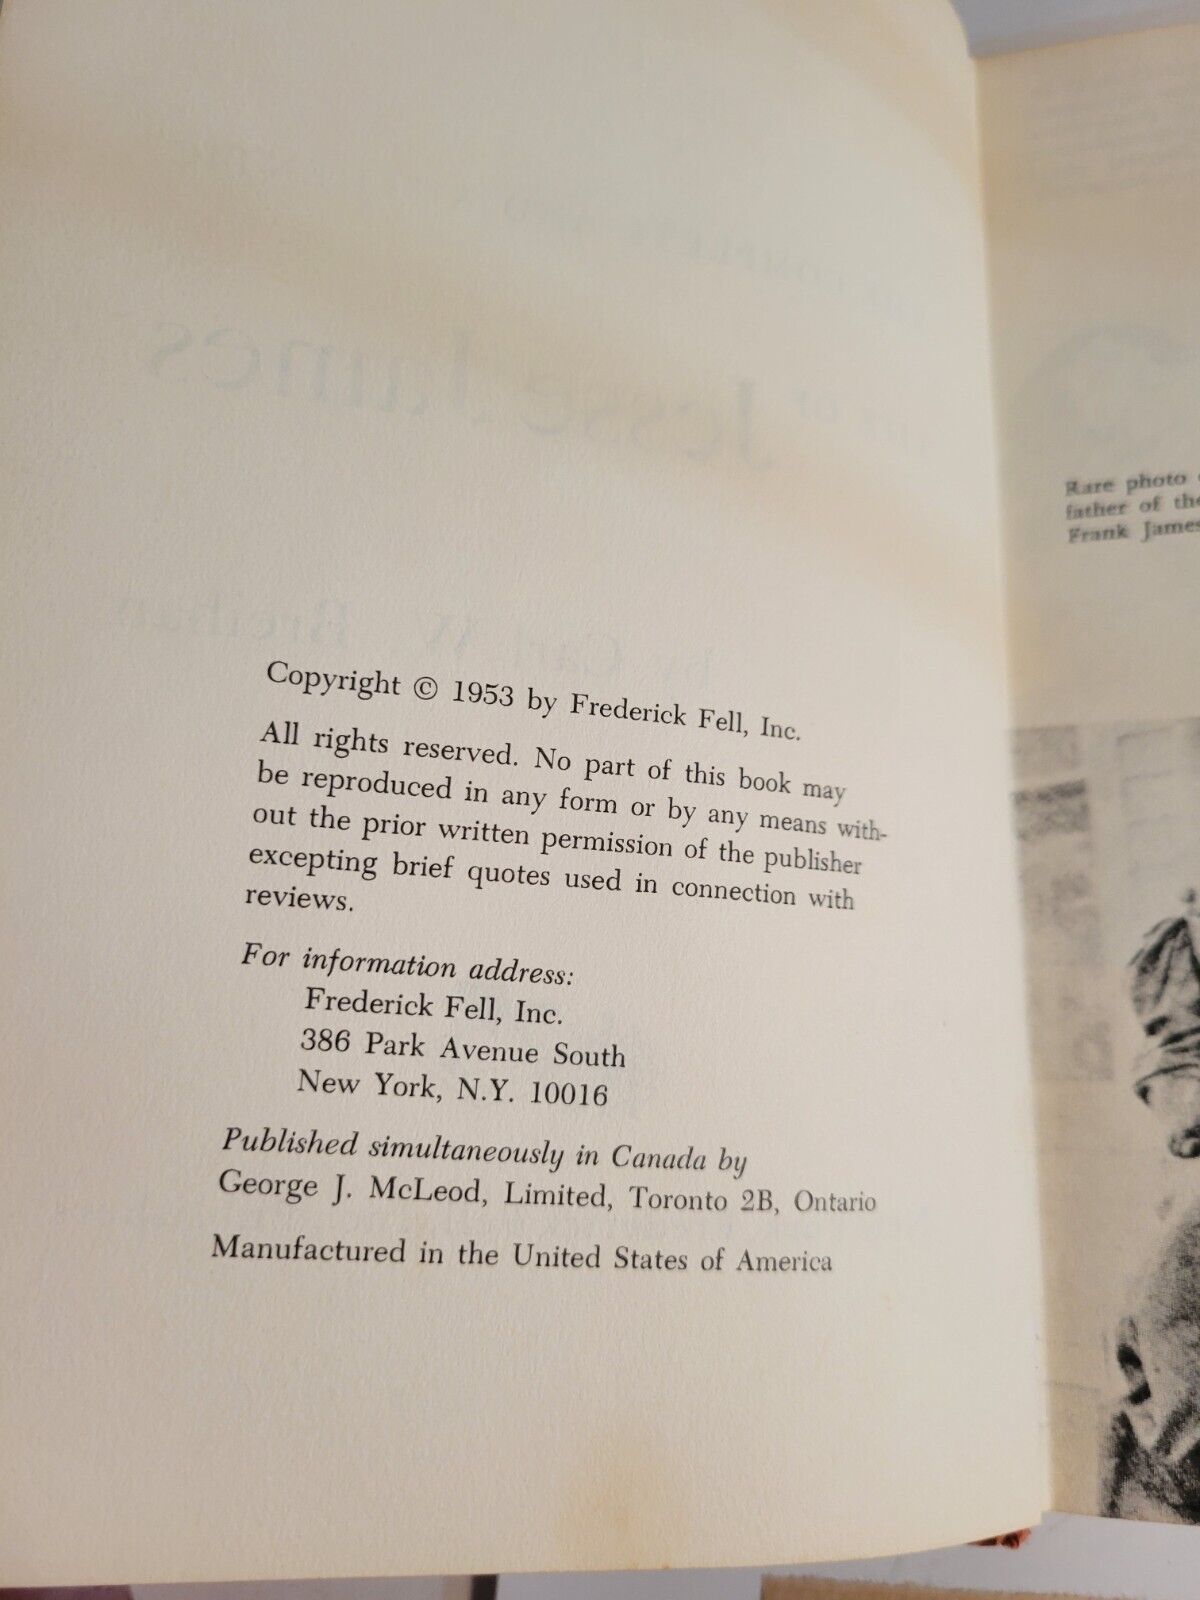 Copyright © 1953 by Frederick Fell, Inc.
All rights reserved. No part of this book may
be reproduced in any form or by any means with-
out the prior written permission of the publisher
excepting brief quotes used in connection with
reviews.
For information address:
Frederick Fell, Inc.
386 Park Avenue South
New York, N.Y. 10016
Published simultaneously in Canada by
George J. McLeod, Limited, Toronto 2B, Ontario
Manufactured in the United States of America
Rare photo
father of the
Frank James